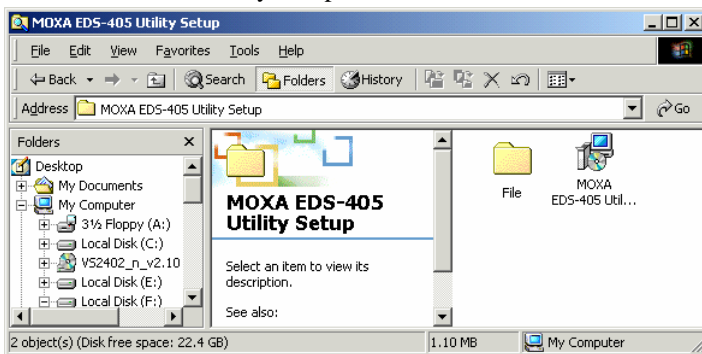 MOXA EDS-405 Utility Setup
File Edit View Favorites Tools Help
Back Search Folders History
Address MOXA EDS-405 Utility Setup Go
Folders
Desktop
My Documents
My Computer
3½ Floppy (A:)
Local Disk (C:)
VS2402_n_v2.10
Local Disk (E:)
Local Disk (F:)
MOXA EDS-405
Utility Setup
Select an item to view its
description.
See also:
File
MOXA
EDS-405 Util...
2 object(s) (Disk free space: 22.4 GB) 1.10 MB My Computer